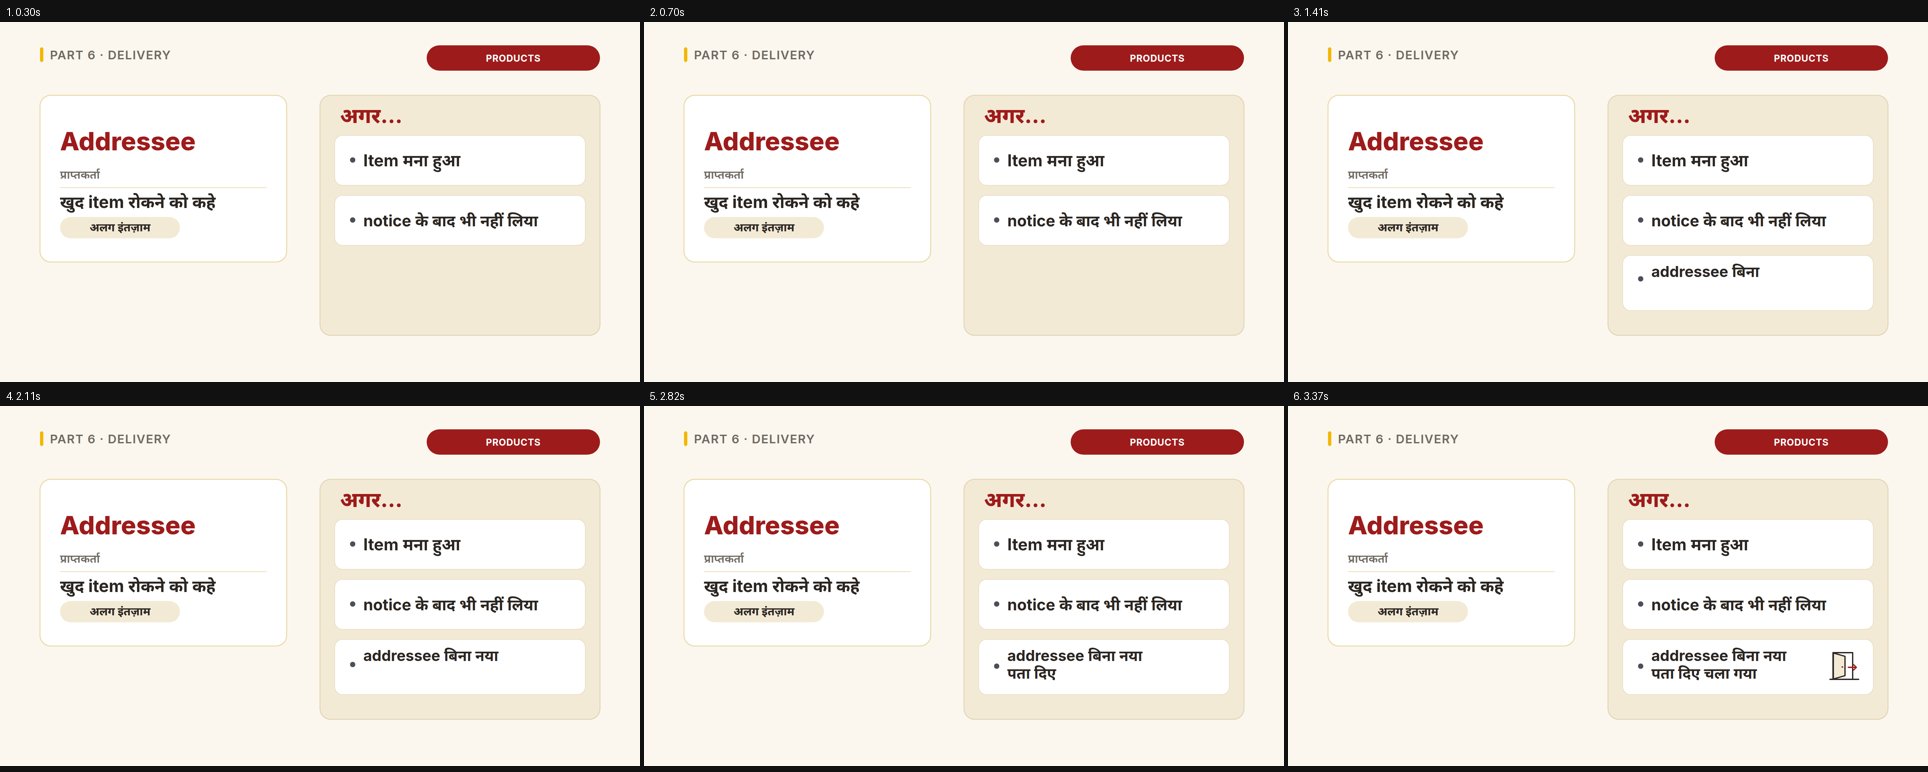 1. 0.30s
PART 6 · DELIVERY
PRODUCTS
Addressee
प्राप्तकर्ता
खुद item रोकने को कहे
अलग इंतज़ाम
अगर...
• Item मना हुआ
• notice के बाद भी नहीं लिया
2. 0.70s
PART 6 · DELIVERY
PRODUCTS
Addressee
प्राप्तकर्ता
खुद item रोकने को कहे
अलग इंतज़ाम
अगर...
• Item मना हुआ
• notice के बाद भी नहीं लिया
3. 1.41s
PART 6 · DELIVERY
PRODUCTS
Addressee
प्राप्तकर्ता
खुद item रोकने को कहे
अलग इंतज़ाम
अगर...
• Item मना हुआ
• notice के बाद भी नहीं लिया
• addressee बिना
4. 2.11s
PART 6 · DELIVERY
PRODUCTS
Addressee
प्राप्तकर्ता
खुद item रोकने को कहे
अलग इंतज़ाम
अगर...
• Item मना हुआ
• notice के बाद भी नहीं लिया
• addressee बिना नया
5. 2.82s
PART 6 · DELIVERY
PRODUCTS
Addressee
प्राप्तकर्ता
खुद item रोकने को कहे
अलग इंतज़ाम
अगर...
• Item मना हुआ
• notice के बाद भी नहीं लिया
• addressee बिना नया
पता दिए
6. 3.37s
PART 6 · DELIVERY
PRODUCTS
Addressee
प्राप्तकर्ता
खुद item रोकने को कहे
अलग इंतज़ाम
अगर...
• Item मना हुआ
• notice के बाद भी नहीं लिया
• addressee बिना नया
पता दिए चला गया